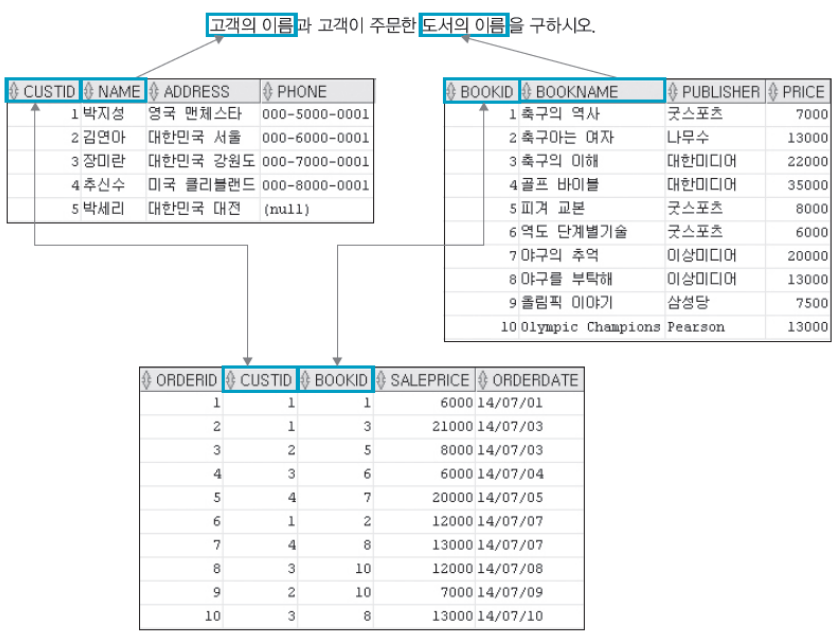 고객의 이름과 고객이 주문한 도서의 이름을 구하시오.
CUSTID NAME ADDRESS PHONE
1 박지성 영국 맨체스타 000-5000-0001
2 김연아 대한민국 서울 000-6000-0001
3 장미란 대한민국 강원도 000-7000-0001
4 추신수 미국 클리블랜드 000-8000-0001
5 박세리 대한민국 대전 (null)
BOOKID BOOKNAME PUBLISHER PRICE
1 축구의 역사 굿스포츠 7000
2 축구아는 여자 나무수 13000
3 축구의 이해 대한미디어 22000
4 골프 바이블 대한미디어 35000
5 피겨 교본 굿스포츠 8000
6 역도 단계별기술 굿스포츠 6000
7 야구의 추억 이상미디어 20000
8 야구를 부탁해 이상미디어 13000
9 올림픽 이야기 삼성당 7500
10 Olympic Champions Pearson 13000
ORDERID CUSTID BOOKID SALEPRICE ORDERDATE
1 1 1 6000 14/07/01
2 1 3 21000 14/07/03
3 2 5 8000 14/07/03
4 3 6 6000 14/07/04
5 4 7 20000 14/07/05
6 1 2 12000 14/07/07
7 4 8 13000 14/07/07
8 3 10 12000 14/07/08
9 2 10 7000 14/07/09
10 3 8 13000 14/07/10